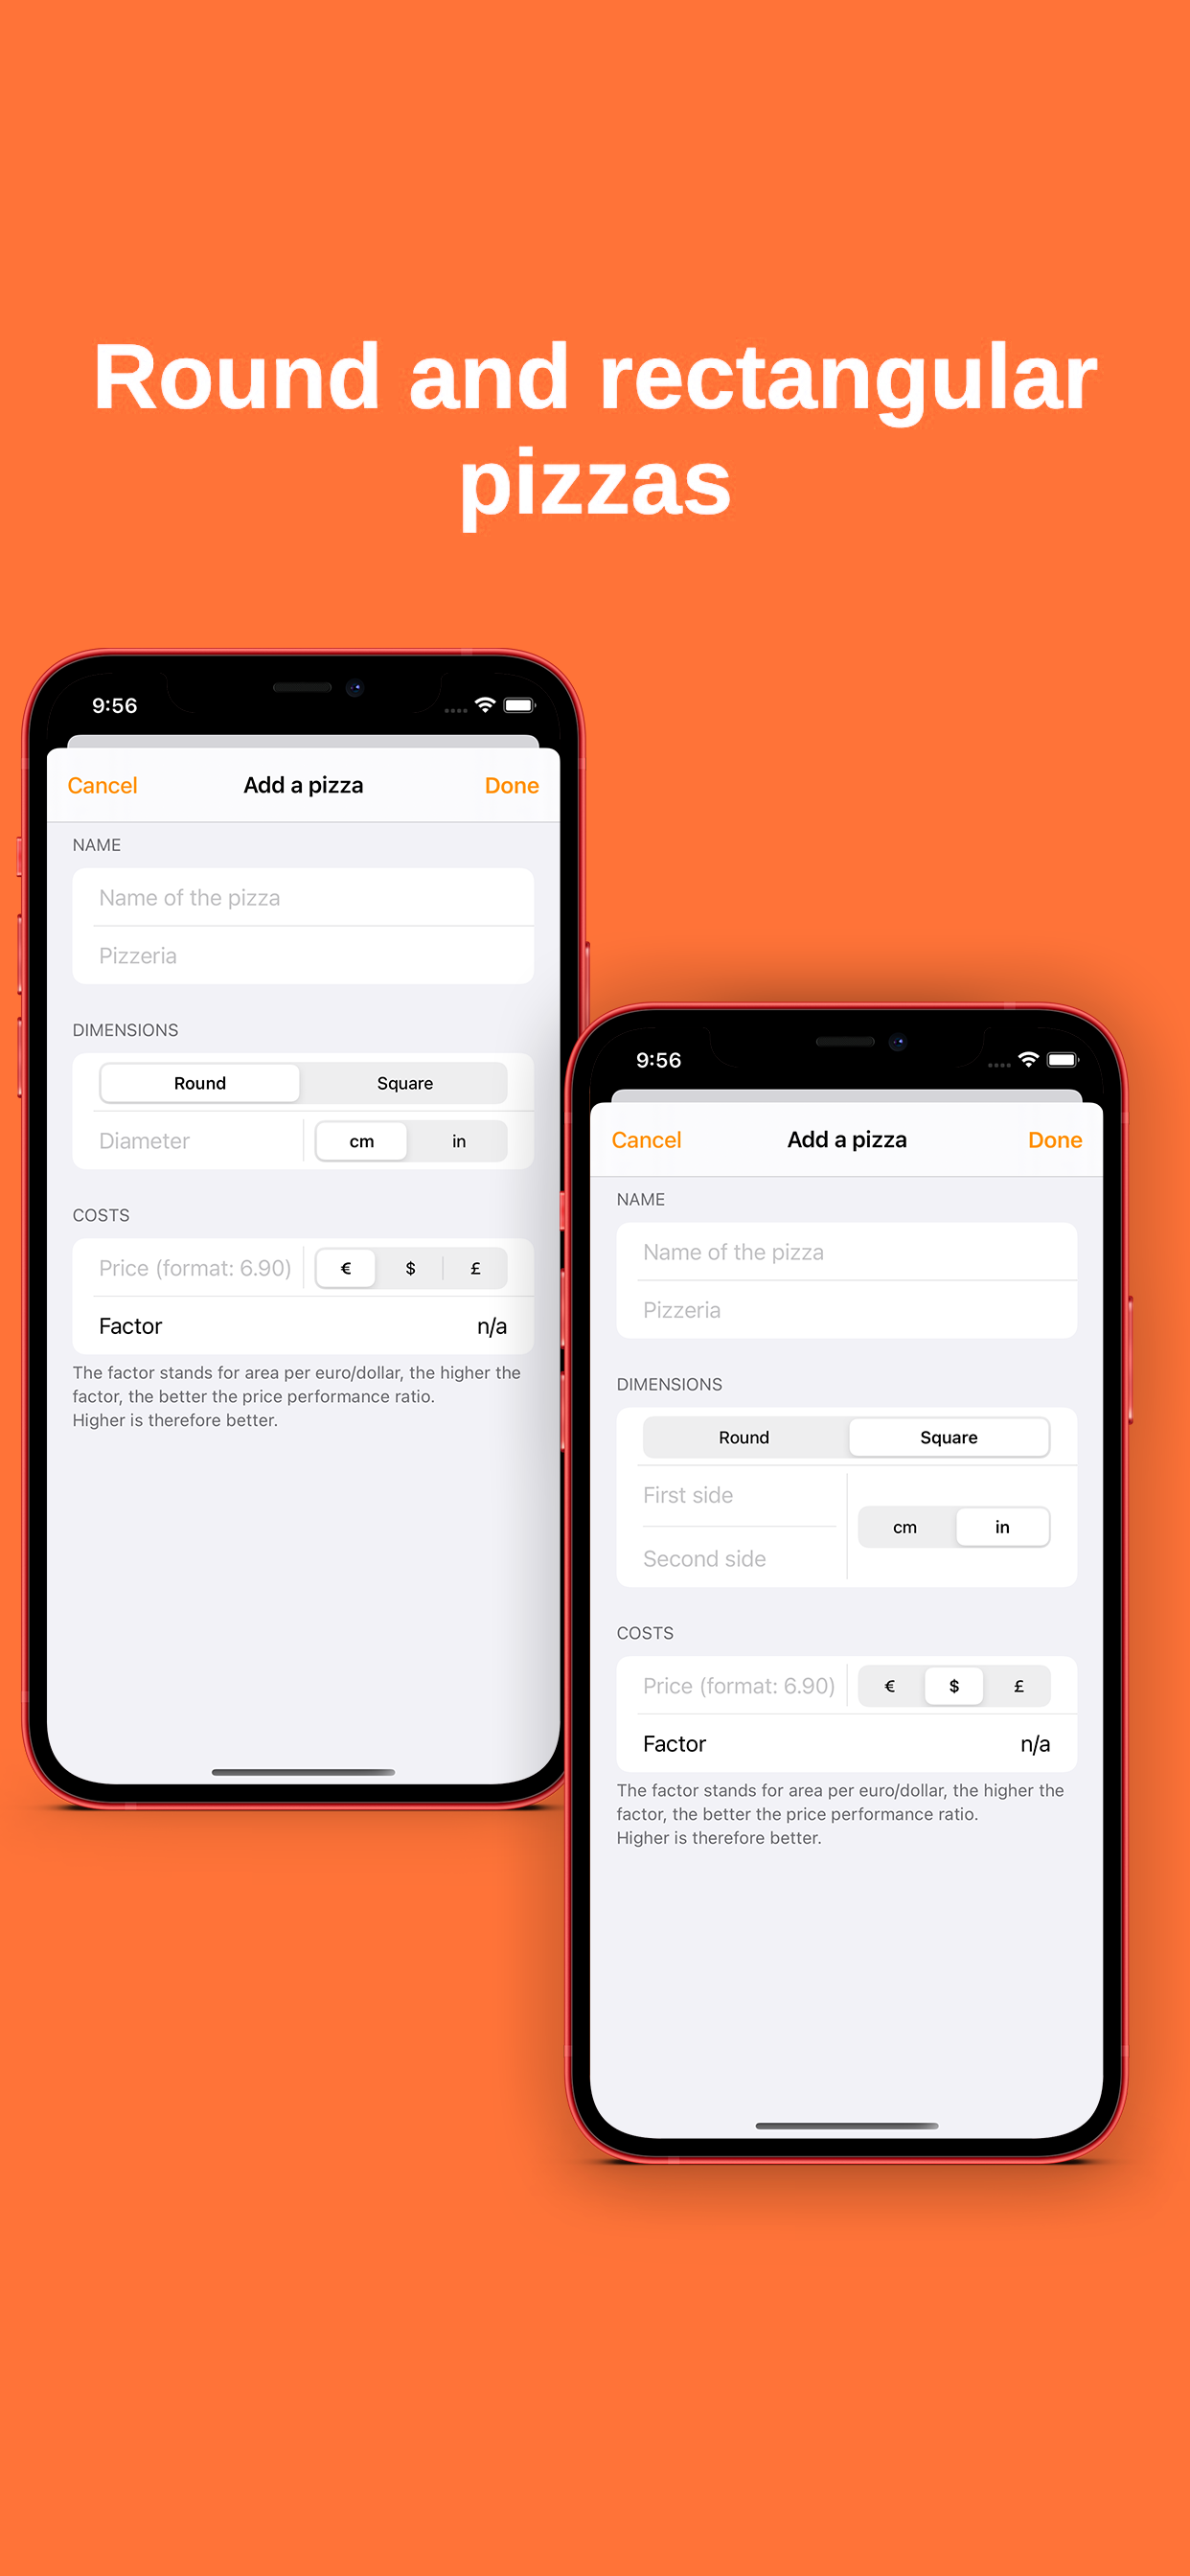 Round and rectangular
pizzas
9:56
Cancel Add a pizza Done
NAME
Name of the pizza
Pizzeria
DIMENSIONS
Round Square
Diameter cm in
COSTS
Price (format: 6.90) € $ £
Factor n/a
The factor stands for area per euro/dollar, the higher the
factor, the better the price performance ratio.
Higher is therefore better.
9:56
Cancel Add a pizza Done
NAME
Name of the pizza
Pizzeria
DIMENSIONS
Round Square
First side
cm in
Second side
COSTS
Price (format: 6.90) € $ £
Factor n/a
The factor stands for area per euro/dollar, the higher the
factor, the better the price performance ratio.
Higher is therefore better.